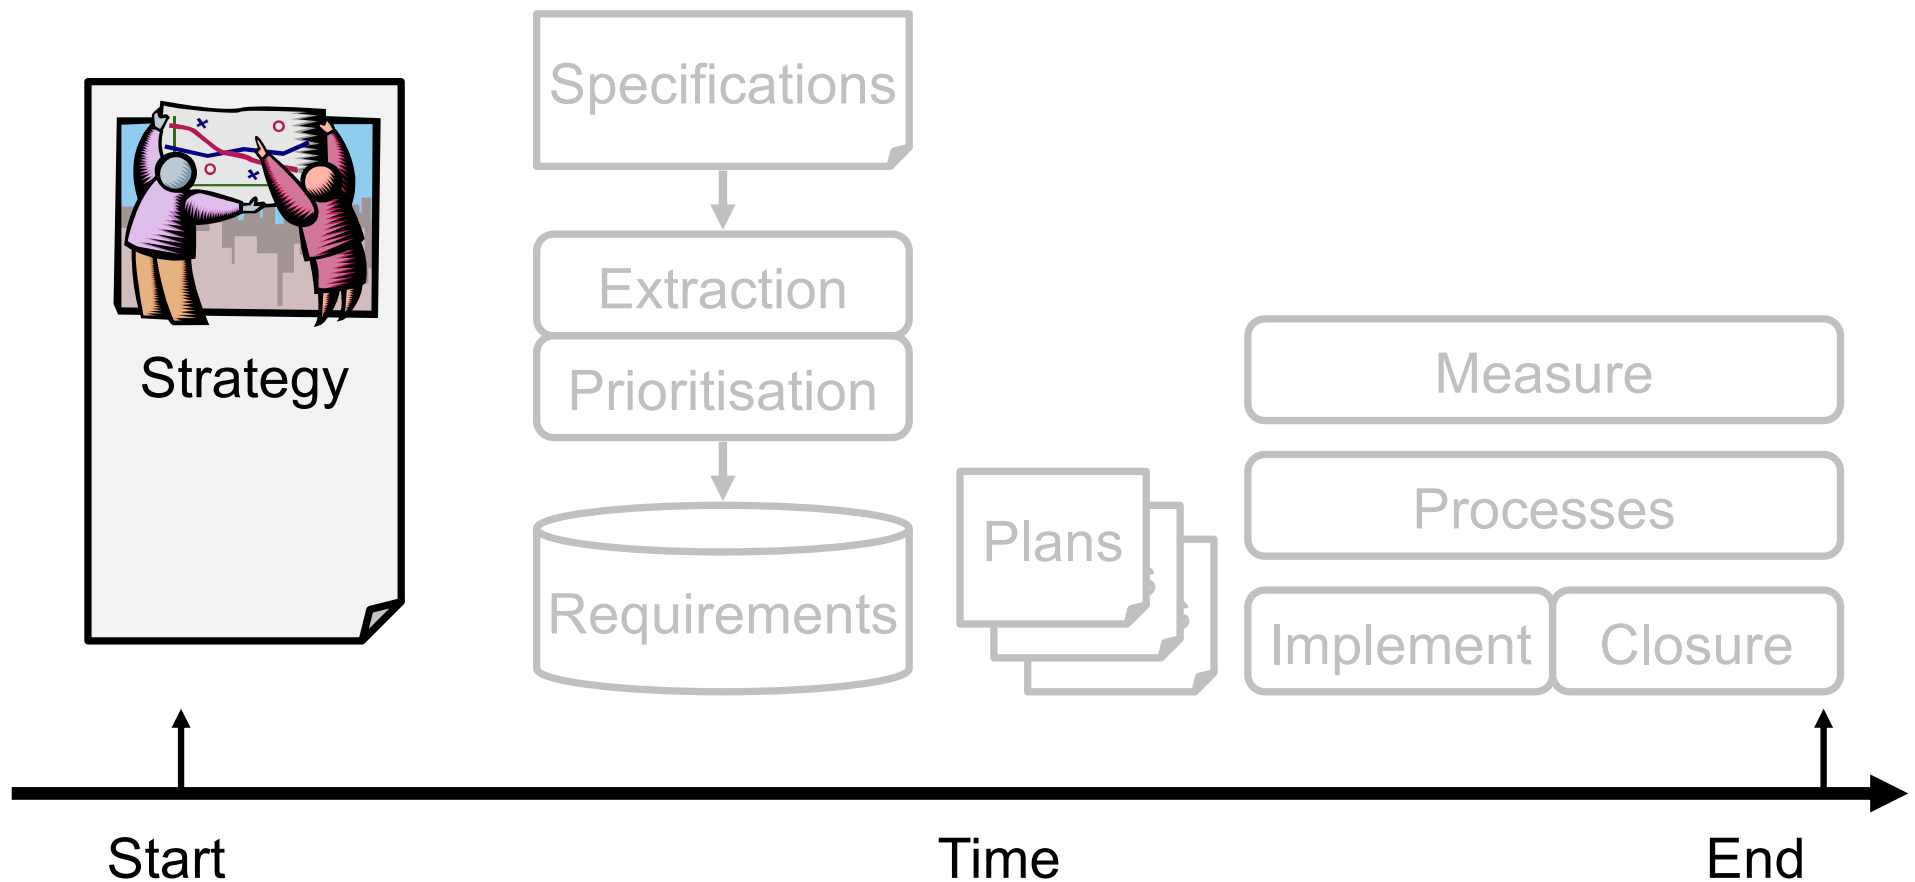 Strategy
Specifications
Extraction
Prioritisation
Requirements
Plans
s
s
Measure
Processes
Implement
Closure
Start
Time
End